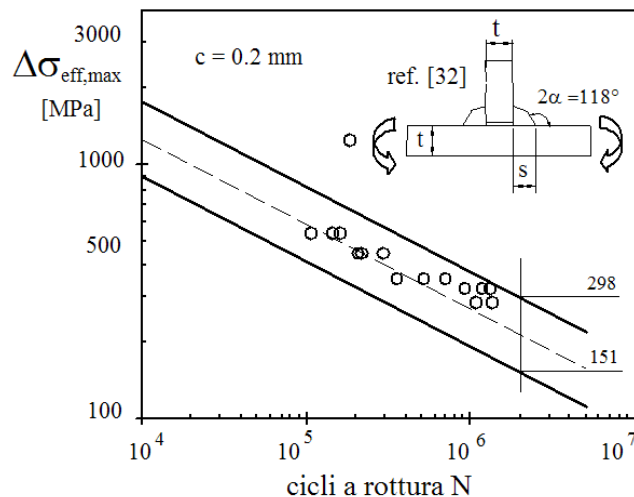 3000
Δσeff,max
[MPa]
1000
500
100
c = 0.2 mm
ref. [32]
t
2α =118°
t
s
298
151
10^4
10^5
10^6
10^7
cicli a rottura N